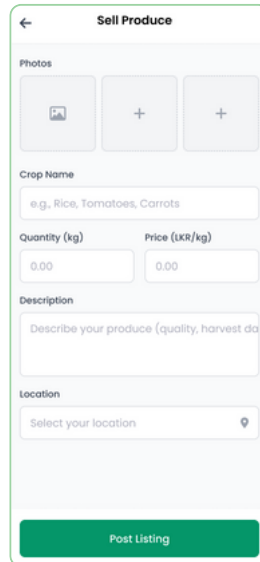 Sell Produce
Photos
Crop Name
e.g., Rice, Tomatoes, Carrots
Quantity (kg) Price (LKR/kg)
0.00 0.00
Description
Describe your produce (quality, harvest da
Location
Select your location
Post Listing